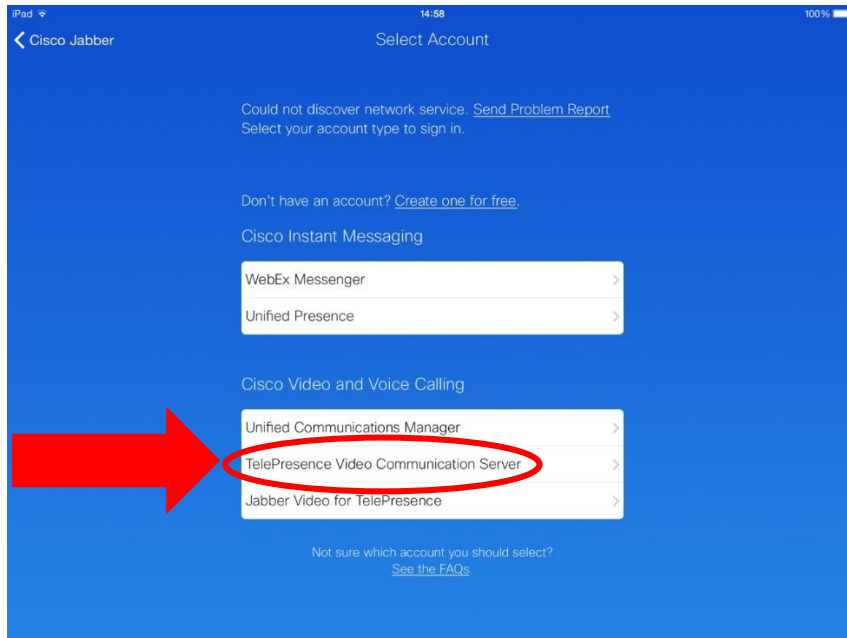 iPad 14:58 100%
Cisco Jabber Select Account
Could not discover network service. Send Problem Report
Select your account type to sign in.
Don't have an account? Create one for free.
Cisco Instant Messaging
WebEx Messenger
Unified Presence
Cisco Video and Voice Calling
Unified Communications Manager
TelePresence Video Communication Server
Jabber Video for TelePresence
Not sure which account you should select?
See the FAQs.